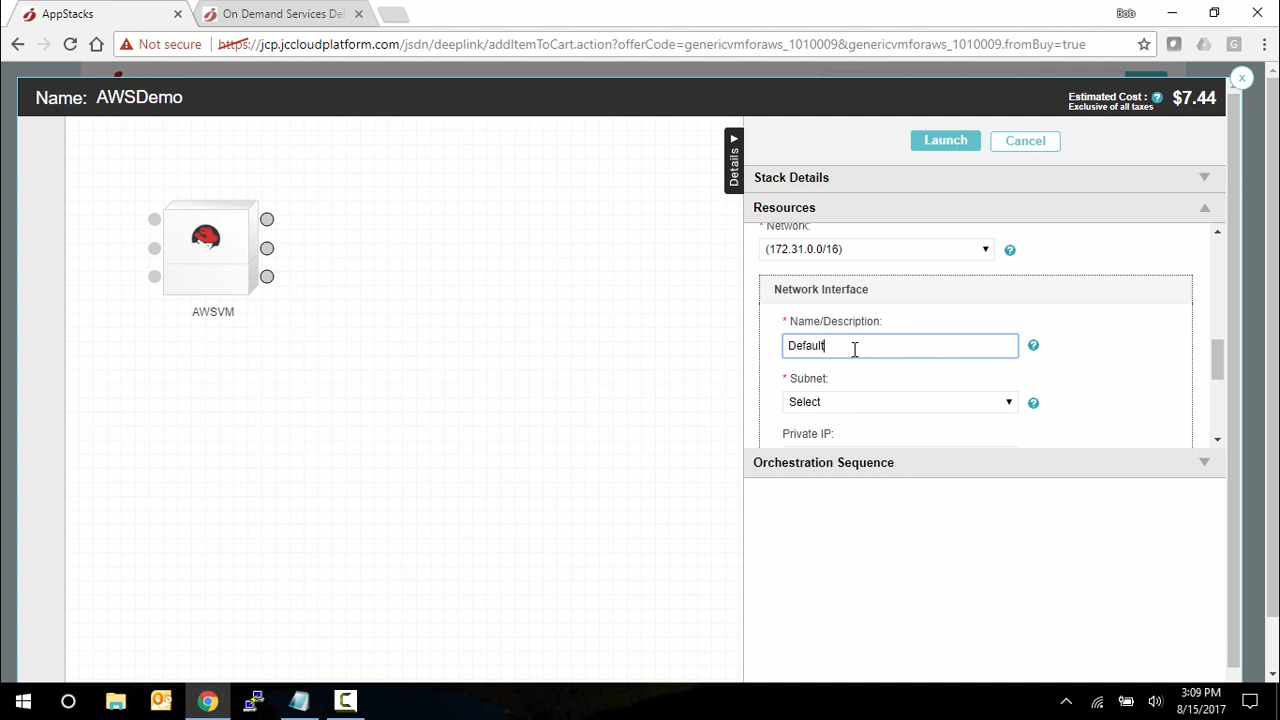 AppStacks
On Demand Services Del
Bob
Not secure
https://jcp.jccloudplatform.com/jsdn/deeplink/addItemToCart.action?offerCode=genericvmforaws_1010009&genericvmforaws_1010009.fromBuy=true
Name: AWSDemo
Estimated Cost :
Exclusive of all taxes
? $7.44
Details
Launch
Cancel
Stack Details
Resources
* Network:
(172.31.0.0/16)
?
Network Interface
* Name/Description:
Default
?
* Subnet:
Select
?
Private IP:
Orchestration Sequence
AWSVM
3:09 PM
8/15/2017